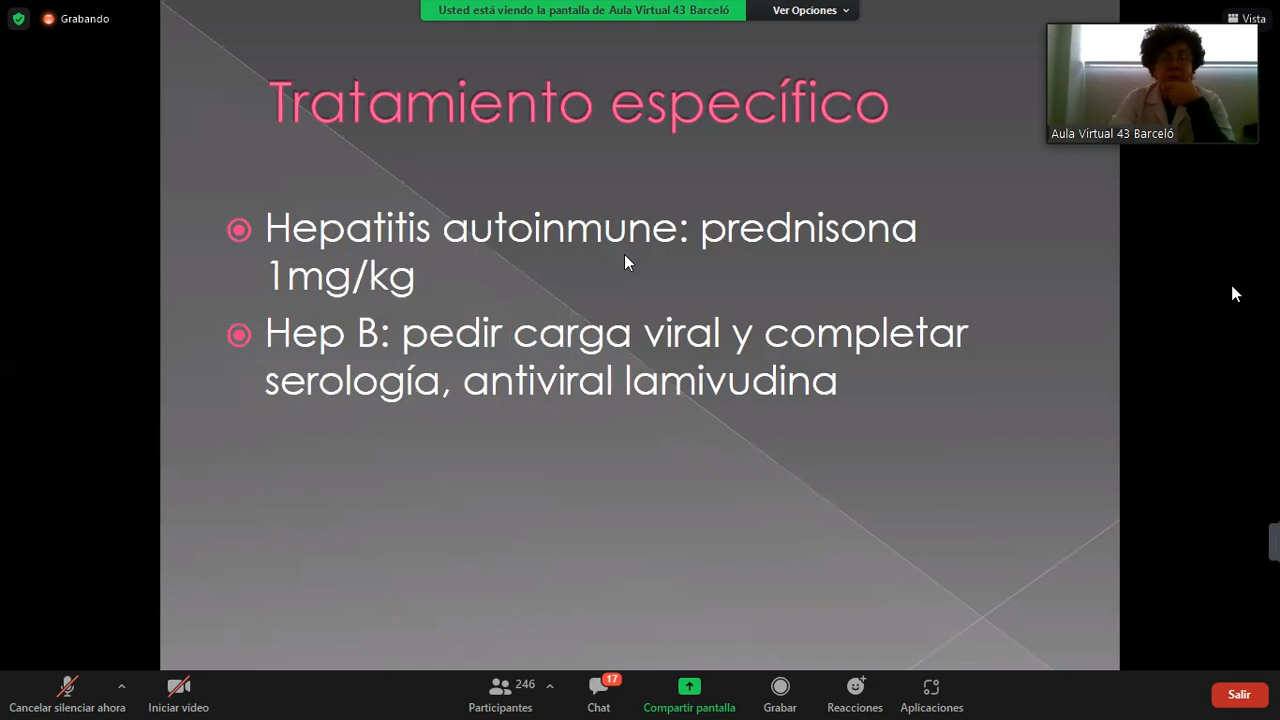 Grabando
Usted está viendo la pantalla de Aula Virtual 43 Barceló
Ver Opciones
Vista
Aula Virtual 43 Barceló
Tratamiento específico
Hepatitis autoinmune: prednisona
1mg/kg
Hep B: pedir carga viral y completar
serología, antiviral lamivudina
Cancelar silenciar ahora
Iniciar video
246
Participantes
17
Chat
Compartir pantalla
Grabar
Reacciones
Aplicaciones
Salir